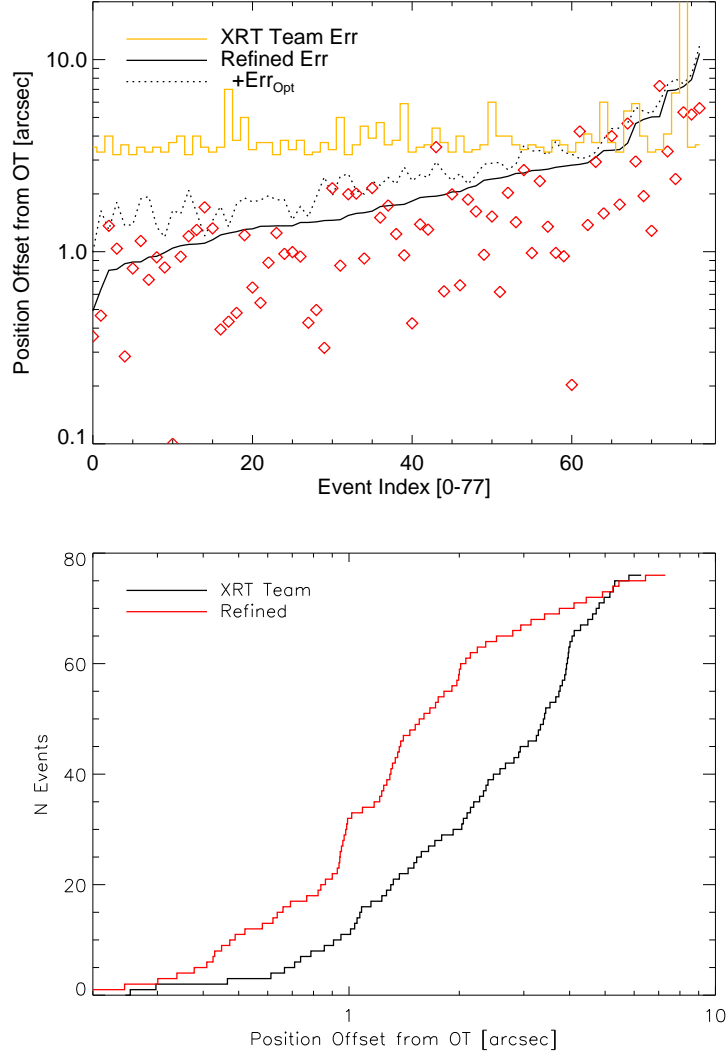 XRT Team Err
Refined Err
+Err_Opt
10.0
1.0
0.1
Position Offset from OT [arcsec]
0 20 40 60
Event Index [0-77]
80
60
40
20
0
N Events
XRT Team
Refined
1 10
Position Offset from OT [arcsec]